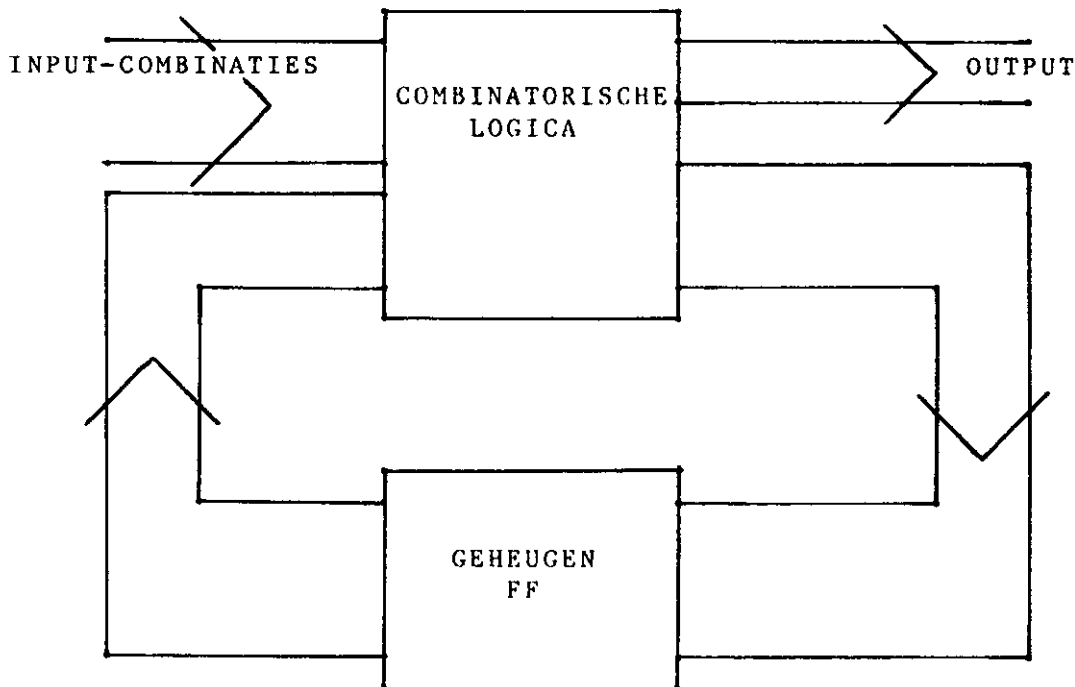 INPUT-COMBINATIES
OUTPUT
COMBINATORISCHE
LOGICA
GEHEUGEN
FF